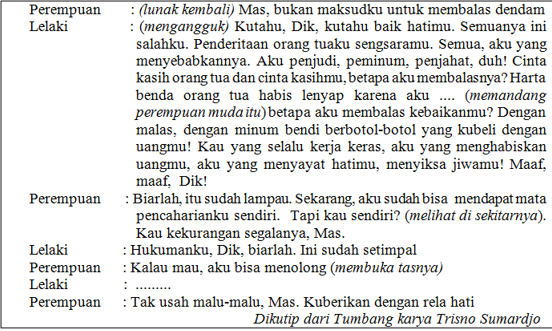 Perempuan : (lunak kembali) Mas, bukan maksudku untuk membalas dendam
Lelaki : (mengangguk) Kutahu, Dik, kutahu baik hatimu. Semuanya ini
salahku. Penderitaan orang tuaku sengsaramu. Semua, aku yang
menyebabkannya. Aku penjudi, peminum, penjahat, duh! Cinta
kasih orang tua dan cinta kasihmu, betapa aku membalasnya? Harta
benda orang tua habis lenyap karena aku .... (memandang
perempuan muda itu) betapa aku membalas kebaikanmu? Dengan
malas, dengan minum bendi berbotol-botol yang kubeli dengan
uangmu! Kau yang selalu kerja keras, aku yang menghabiskan
uangmu, aku yang menyayat hatimu, menyiksa jiwamu! Maaf,
maaf, Dik!
Perempuan : Biarlah, itu sudah lampau. Sekarang, aku sudah bisa mendapat mata
pencaharianku sendiri. Tapi kau sendiri? (melihat di sekitarnya).
Kau kekurangan segalanya, Mas.
Lelaki : Hukumanku, Dik, biarlah. Ini sudah setimpal
Perempuan : Kalau mau, aku bisa menolong (membuka tasnya)
Lelaki : .........
Perempuan : Tak usah malu-malu, Mas. Kuberikan dengan rela hati
Dikutip dari Tumbang karya Trisno Sumardjo